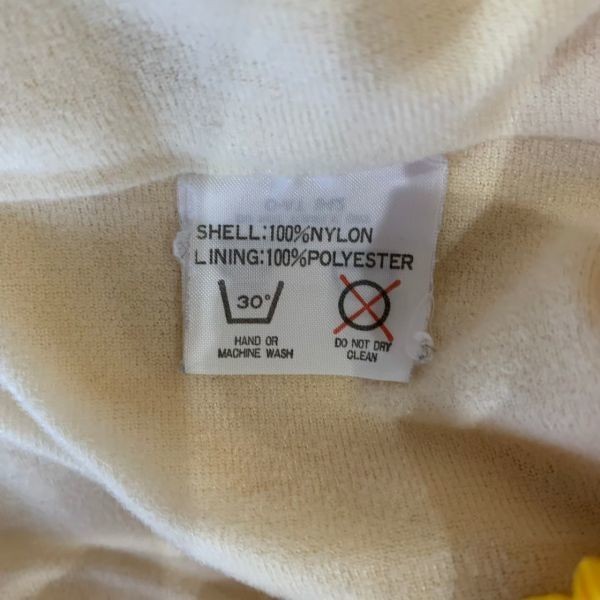 SHELL:100%NYLON
LINING:100%POLYESTER
30°
HAND OR
MACHINE WASH
DO NOT DRY
CLEAN